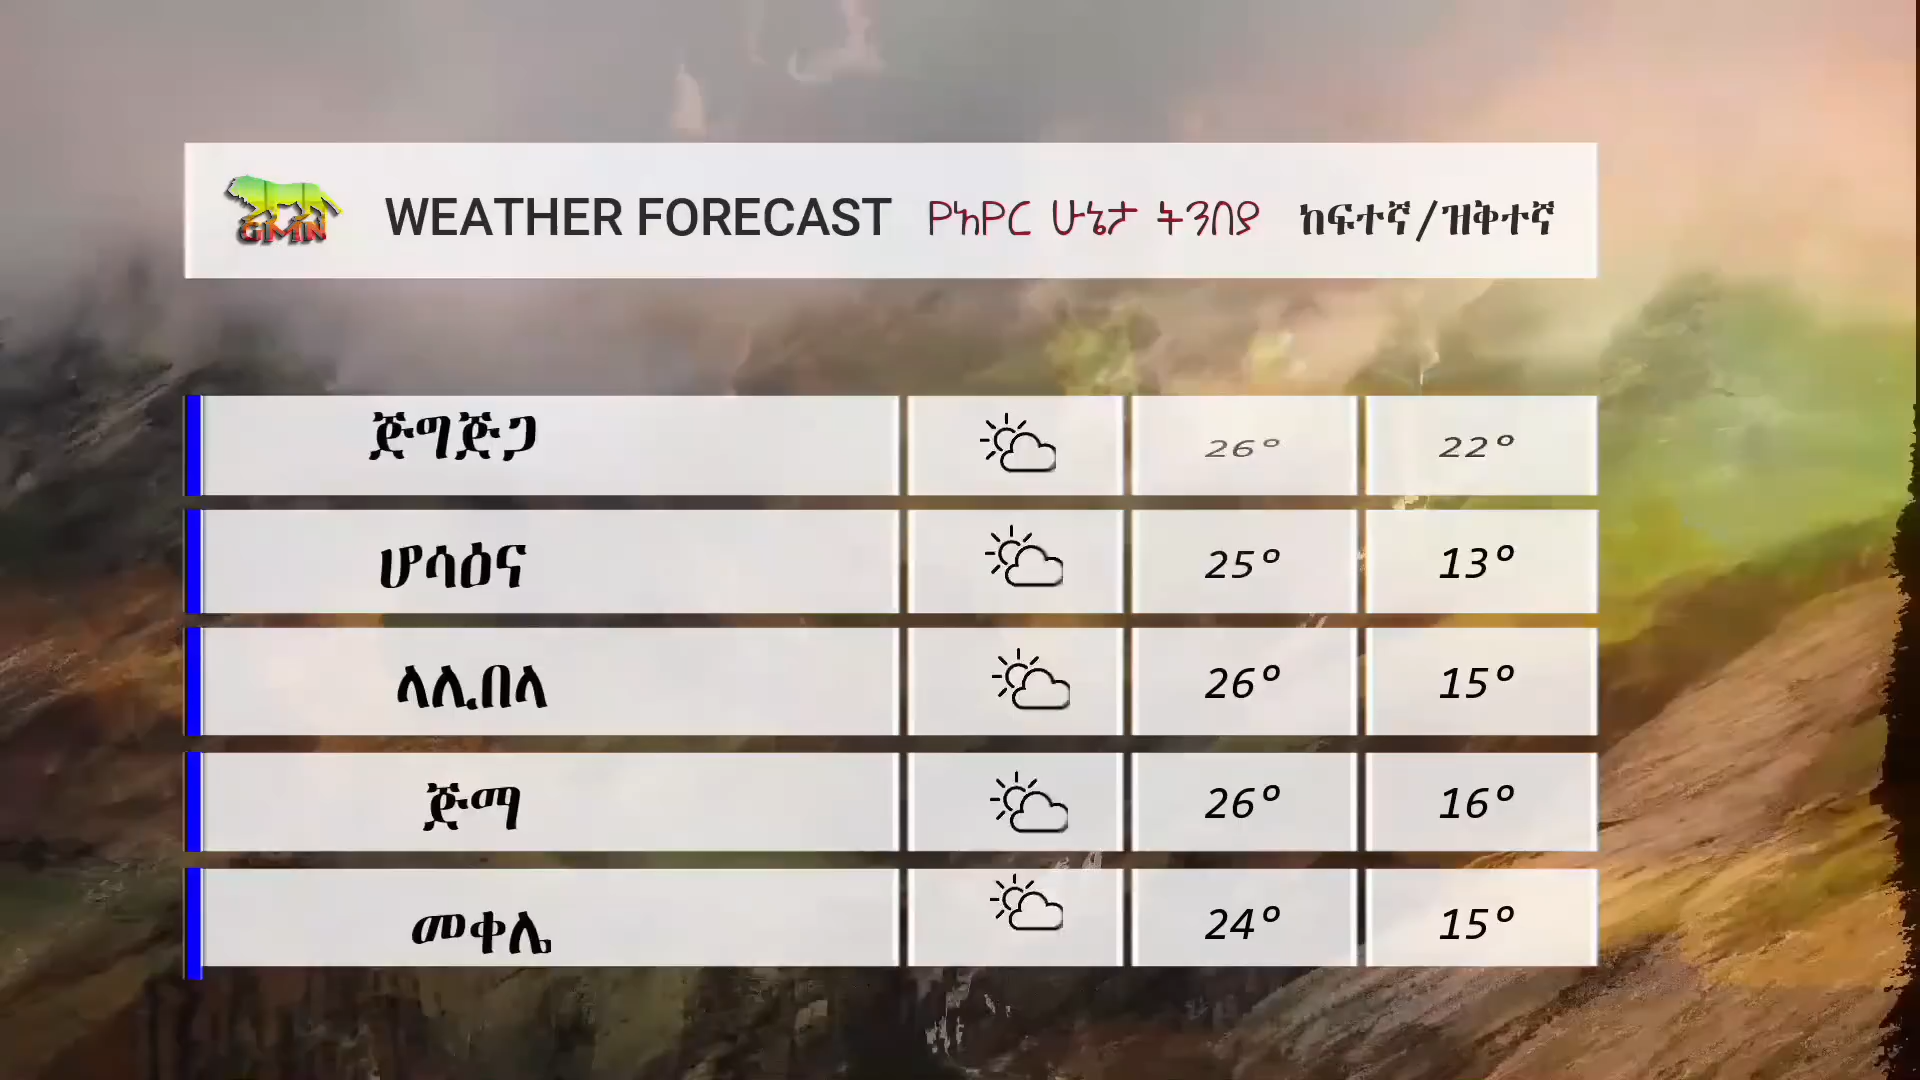 GMN
WEATHER FORECAST የአየር ሁኔታ ትንበያ ከፍተኛ/ዝቅተኛ
ጅግጅጋ 26° 22°
ሆሳዕና 25° 13°
ላሊበላ 26° 15°
ጅማ 26° 16°
መቀሌ 24° 15°